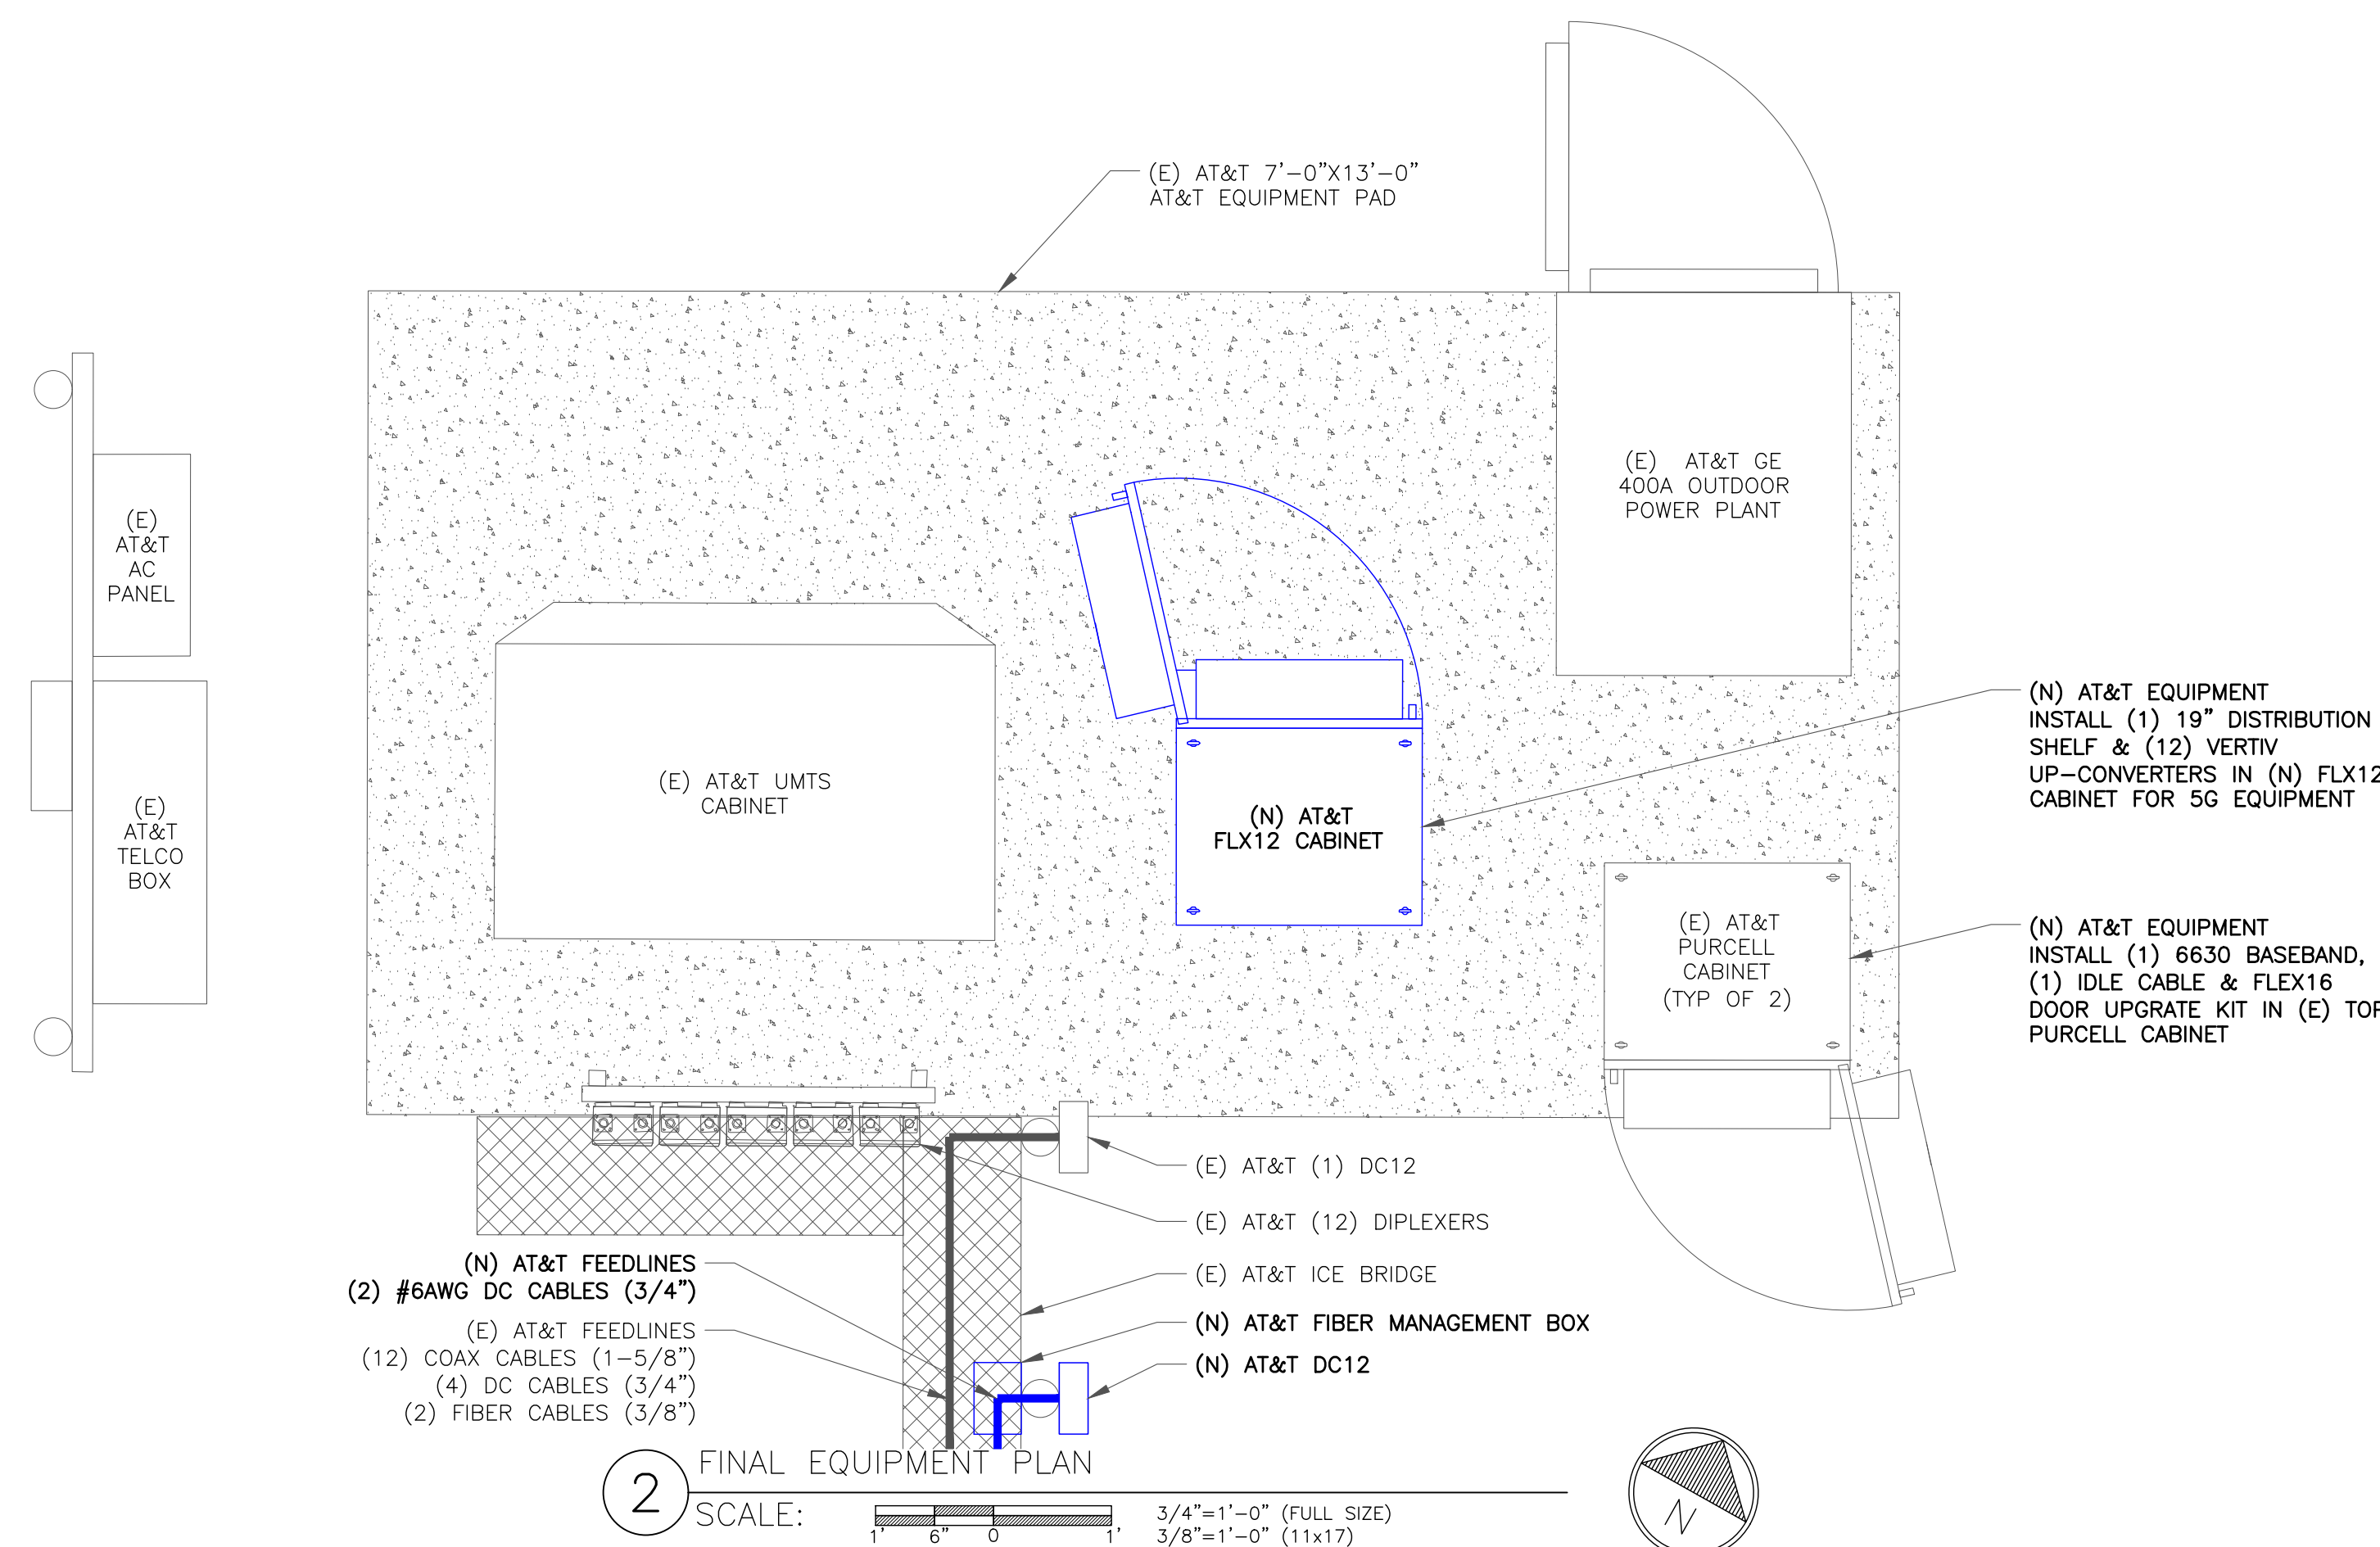 (E) AT&T 7'-0"X13'-0"
AT&T EQUIPMENT PAD
(E)
AT&T
AC
PANEL
(E)
AT&T
TELCO
BOX
(E) AT&T UMTS
CABINET
(N) AT&T
FLX12 CABINET
(E) AT&T GE
400A OUTDOOR
POWER PLANT
(N) AT&T EQUIPMENT
INSTALL (1) 19" DISTRIBUTION
SHELF & (12) VERTIV
UP-CONVERTERS IN (N) FLX12
CABINET FOR 5G EQUIPMENT
(E) AT&T
PURCELL
CABINET
(TYP OF 2)
(N) AT&T EQUIPMENT
INSTALL (1) 6630 BASEBAND,
(1) IDLE CABLE & FLEX16
DOOR UPGRATE KIT IN (E) TOP
PURCELL CABINET
(E) AT&T (1) DC12
(E) AT&T (12) DIPLEXERS
(E) AT&T ICE BRIDGE
(N) AT&T FIBER MANAGEMENT BOX
(N) AT&T DC12
(N) AT&T FEEDLINES
(2) #6AWG DC CABLES (3/4")
(E) AT&T FEEDLINES
(12) COAX CABLES (1-5/8")
(4) DC CABLES (3/4")
(2) FIBER CABLES (3/8")
2
FINAL EQUIPMENT PLAN
SCALE:
1' 6" 0 1'
3/4"=1'-0" (FULL SIZE)
3/8"=1'-0" (11x17)
N